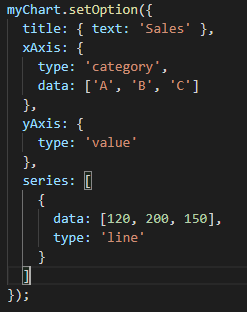 myChart.setOption({
  title: { text: 'Sales' },
  xAxis: {
    type: 'category',
    data: ['A', 'B', 'C']
  },
  yAxis: {
    type: 'value'
  },
  series: [
    {
      data: [120, 200, 150],
      type: 'line'
    }
  ]
});